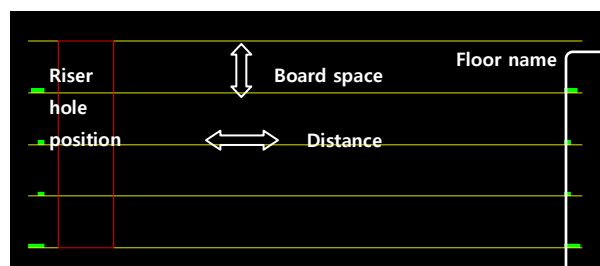 Floor name
Riser
hole
position
Board space
Distance